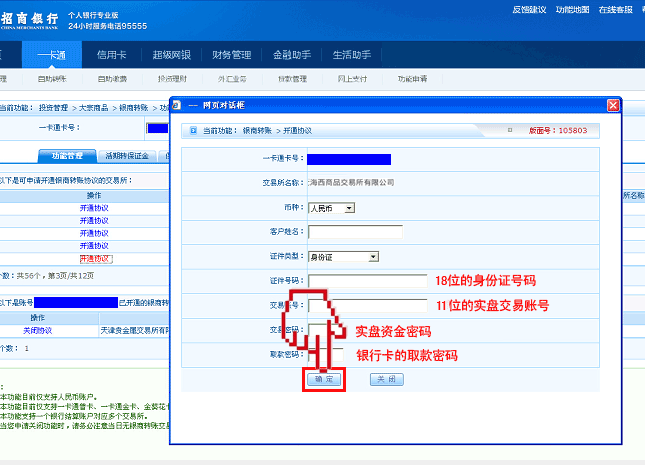 反馈建议 功能地图 在线客服
招商银行 个人银行专业版
CHINA MERCHANTS BANK 24小时服务电话95555
一卡通 信用卡 超级网银 财务管理 金融助手 生活助手
自助转账 自助缴费 投资理财 外汇业务 贷款管理 网上支付 功能申请
当前功能: 投资管理 > 大宗商品 > 银商转账 >
一卡通卡号:
功能管理 活期转保证金
以下是可申请开通银商转账协议的交易所:
操作
开通协议
开通协议
开通协议
开通协议
开通协议
个数: 共56个, 第3页/共12页
以下是账号 已开通的银商转
操作
关闭协议 天津贵金属交易所有限
个数: 1
本功能目前仅支持人民币账户。
本功能目前仅支持一卡通普卡、一卡通金卡、金葵花卡
本功能支持一个银行结算账户对应多个交易所。
当您申请关闭功能时,请务必注意当日无银商转账交易
所名称
网页对话框
当前功能: 银商转账 > 开通协议 版面号: 105803
一卡通卡号:
交易所名称: 海西商品交易所有限公司
币种: 人民币
客户姓名:
证件类型: 身份证
证件号码: 18位的身份证号码
交易账号: 11位的实盘交易账号
交易密码: 实盘资金密码
取款密码: 银行卡的取款密码
确 定 关 闭